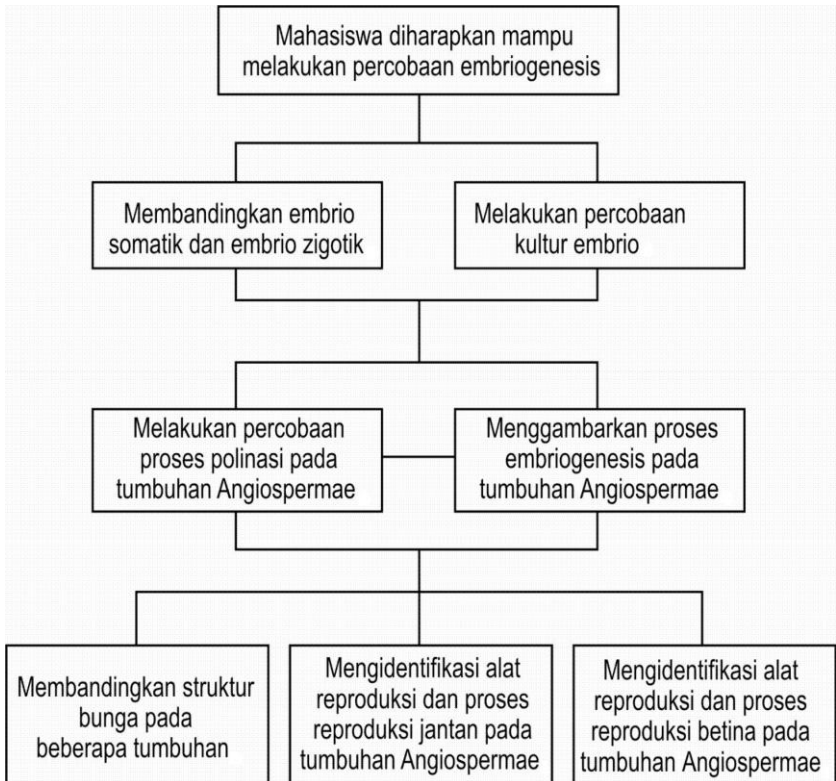 Mahasiswa diharapkan mampu
melakukan percobaan embriogenesis
Membandingkan embrio
somatik dan embrio zigotik
Melakukan percobaan
kultur embrio
Melakukan percobaan
proses polinasi pada
tumbuhan Angiospermae
Menggambarkan proses
embriogenesis pada
tumbuhan Angiospermae
Membandingkan struktur
bunga pada
beberapa tumbuhan
Mengidentifikasi alat
reproduksi dan proses
reproduksi jantan pada
tumbuhan Angiospermae
Mengidentifikasi alat
reproduksi dan proses
reproduksi betina pada
tumbuhan Angiospermae